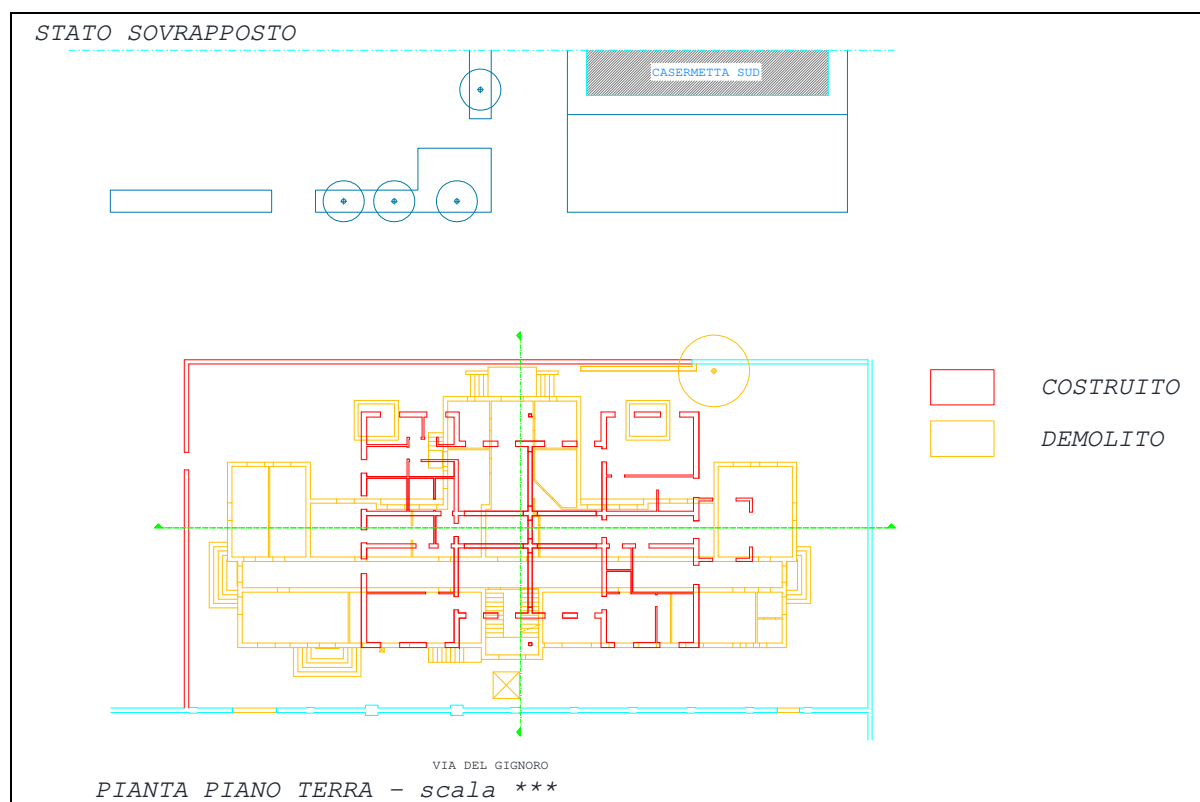 STATO SOVRAPPOSTO
CASERMETTA SUD
COSTRUITO
DEMOLITO
VIA DEL GIGNORO
PIANTA PIANO TERRA - scala ***